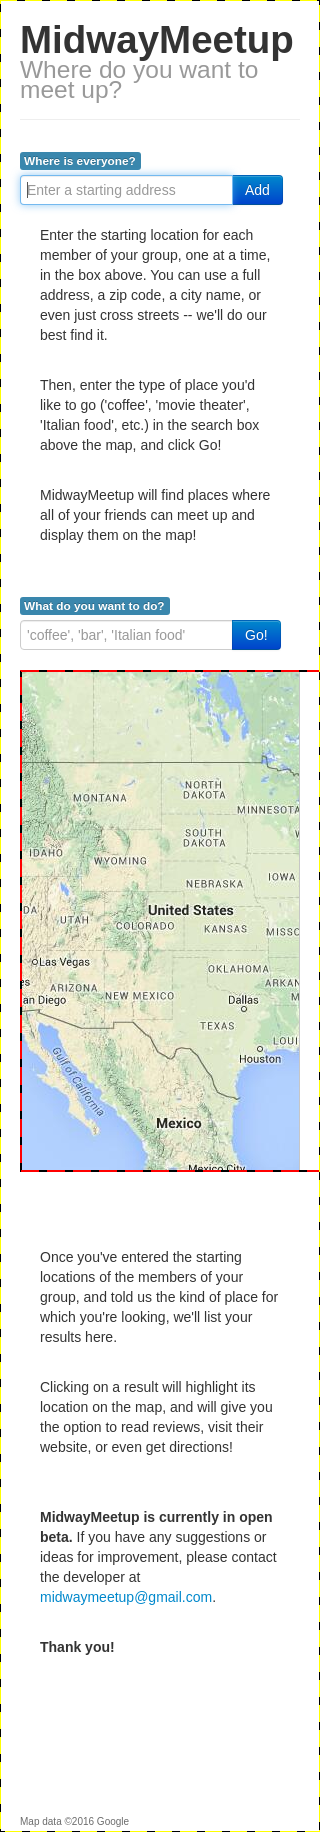 MidwayMeetup
Where do you want to
meet up?
Where is everyone?
Enter a starting address Add
Enter the starting location for each
member of your group, one at a time,
in the box above. You can use a full
address, a zip code, a city name, or
even just cross streets -- we'll do our
best find it.
Then, enter the type of place you'd
like to go ('coffee', 'movie theater',
'Italian food', etc.) in the search box
above the map, and click Go!
MidwayMeetup will find places where
all of your friends can meet up and
display them on the map!
What do you want to do?
'coffee', 'bar', 'Italian food' Go!
NORTH
DAKOTA
MONTANA
MINNESOTA
SOUTH
DAKOTA
IDAHO
WYOMING
IOWA
NEBRASKA
United States
DA
UTAH
COLORADO
KANSAS
MISSO
Las Vegas
OKLAHOMA
es
ARIZONA
ARKAN
an Diego
NEW MEXICO
Dallas
M
TEXAS
LOUI
Houston
Gulf of California
Mexico
Mexico City
Once you've entered the starting
locations of the members of your
group, and told us the kind of place for
which you're looking, we'll list your
results here.
Clicking on a result will highlight its
location on the map, and will give you
the option to read reviews, visit their
website, or even get directions!
MidwayMeetup is currently in open
beta. If you have any suggestions or
ideas for improvement, please contact
the developer at
midwaymeetup@gmail.com.
Thank you!
Map data ©2016 Google